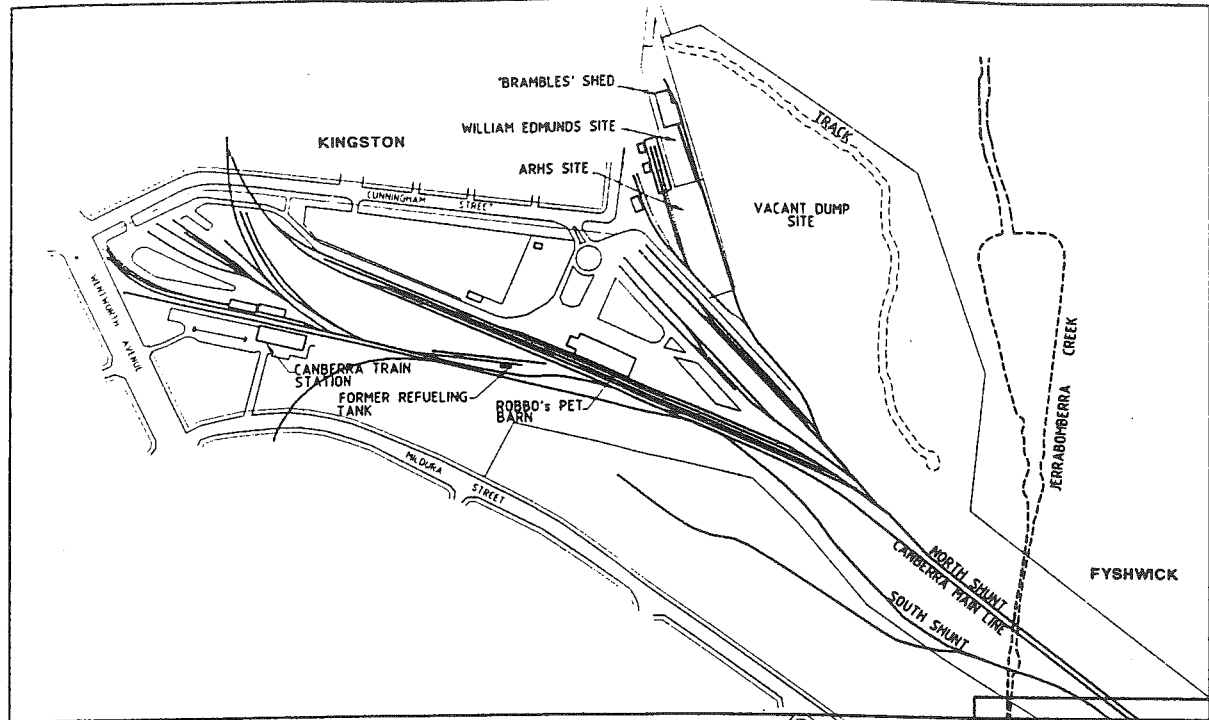 'BRAMBLES' SHED
WILLIAM EDMUNDS SITE
KINGSTON
ARHS SITE
TRACK
CUNNINGHAM
STREET
VACANT DUMP
SITE
WENTWORTH AVENUE
JERRABOMBERRA CREEK
CANBERRA TRAIN
STATION
FORMER REFUELING
TANK
ROBBO's PET
BARN
MILDURA
STREET
NORTH SHUNT
CANBERRA MAIN LINE
SOUTH SHUNT
FYSHWICK